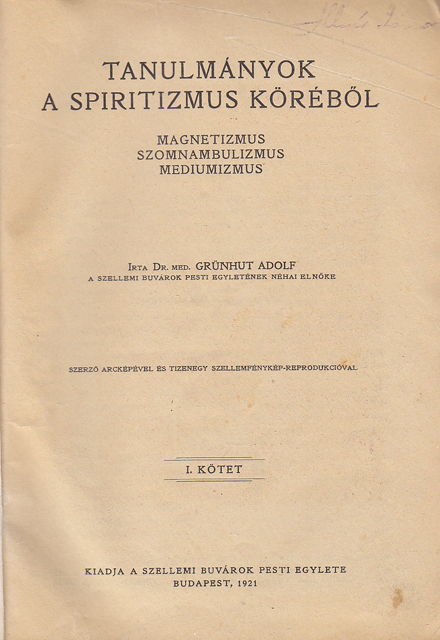 TANULMÁNYOK
A SPIRITIZMUS KÖRÉBŐL
MAGNETIZMUS
SZOMNAMBULIZMUS
MEDIUMIZMUS
IRTA DR. MED. GRÜNHUT ADOLF
A SZELLEMI BUVÁROK PESTI EGYLETÉNEK NÉHAI ELNÖKE
SZERZŐ ARCKÉPÉVEL ÉS TIZENEGY SZELLEMFÉNYKÉP-REPRODUKCIÓVAL
I. KÖTET
KIADJA A SZELLEMI BUVÁROK PESTI EGYLETE
BUDAPEST, 1921